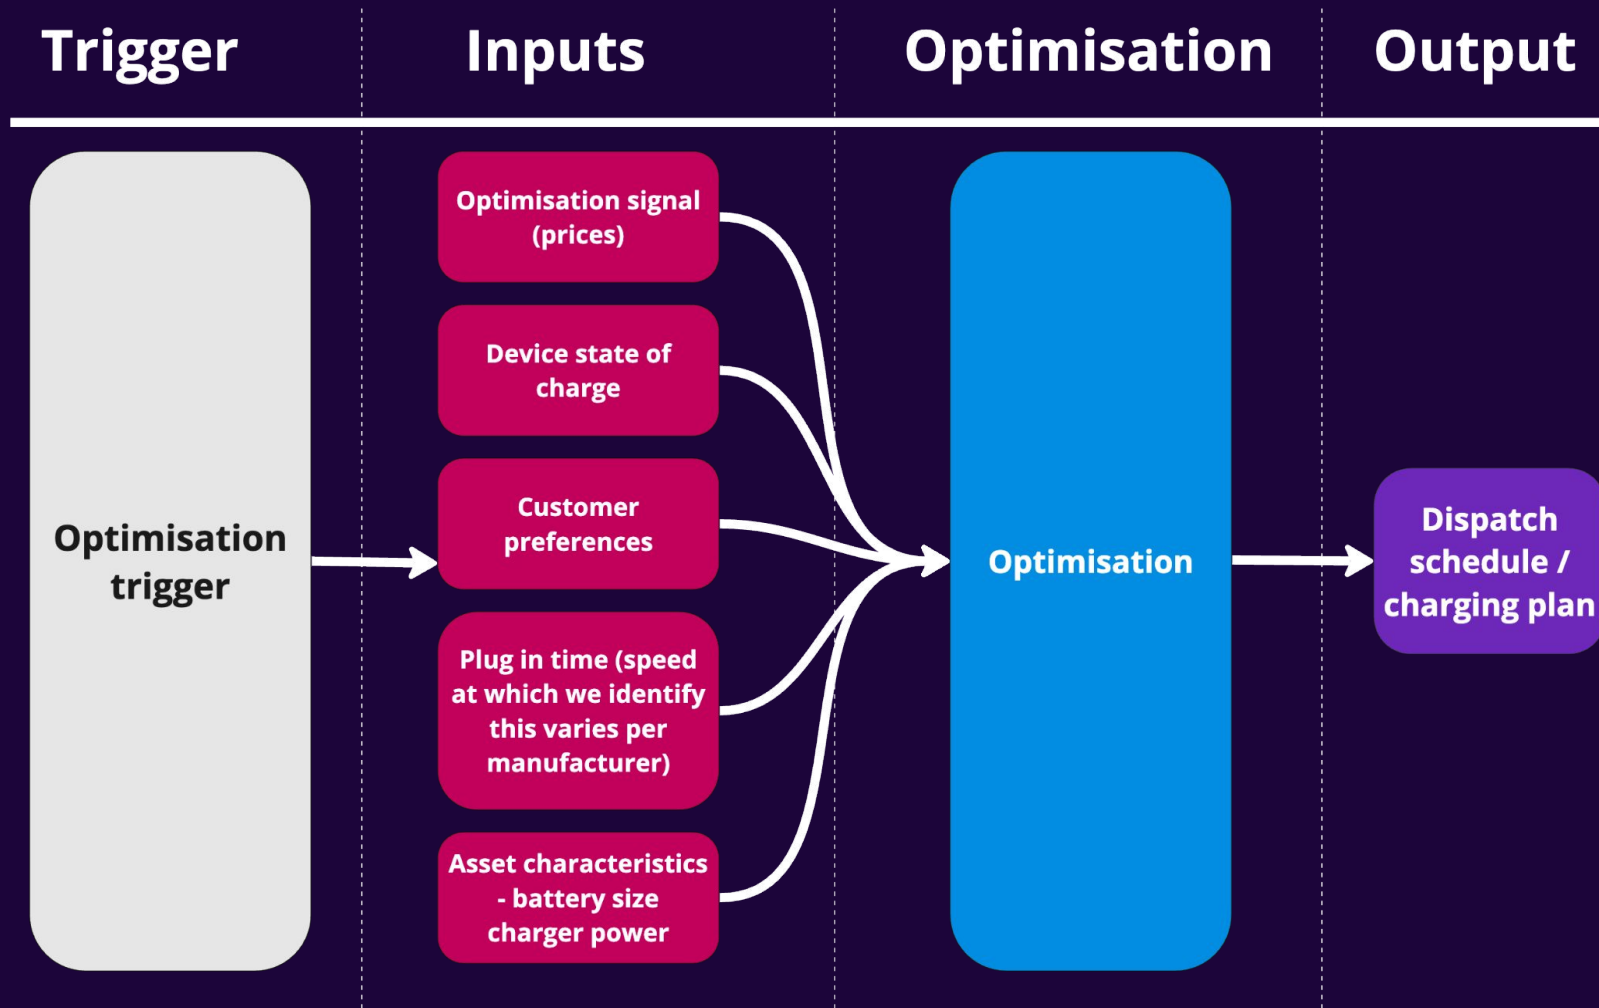 Trigger
Inputs
Optimisation
Output
Optimisation
trigger
Optimisation signal
(prices)
Device state of
charge
Customer
preferences
Plug in time (speed
at which we identify
this varies per
manufacturer)
Asset characteristics
- battery size
charger power
Optimisation
Dispatch
schedule /
charging plan